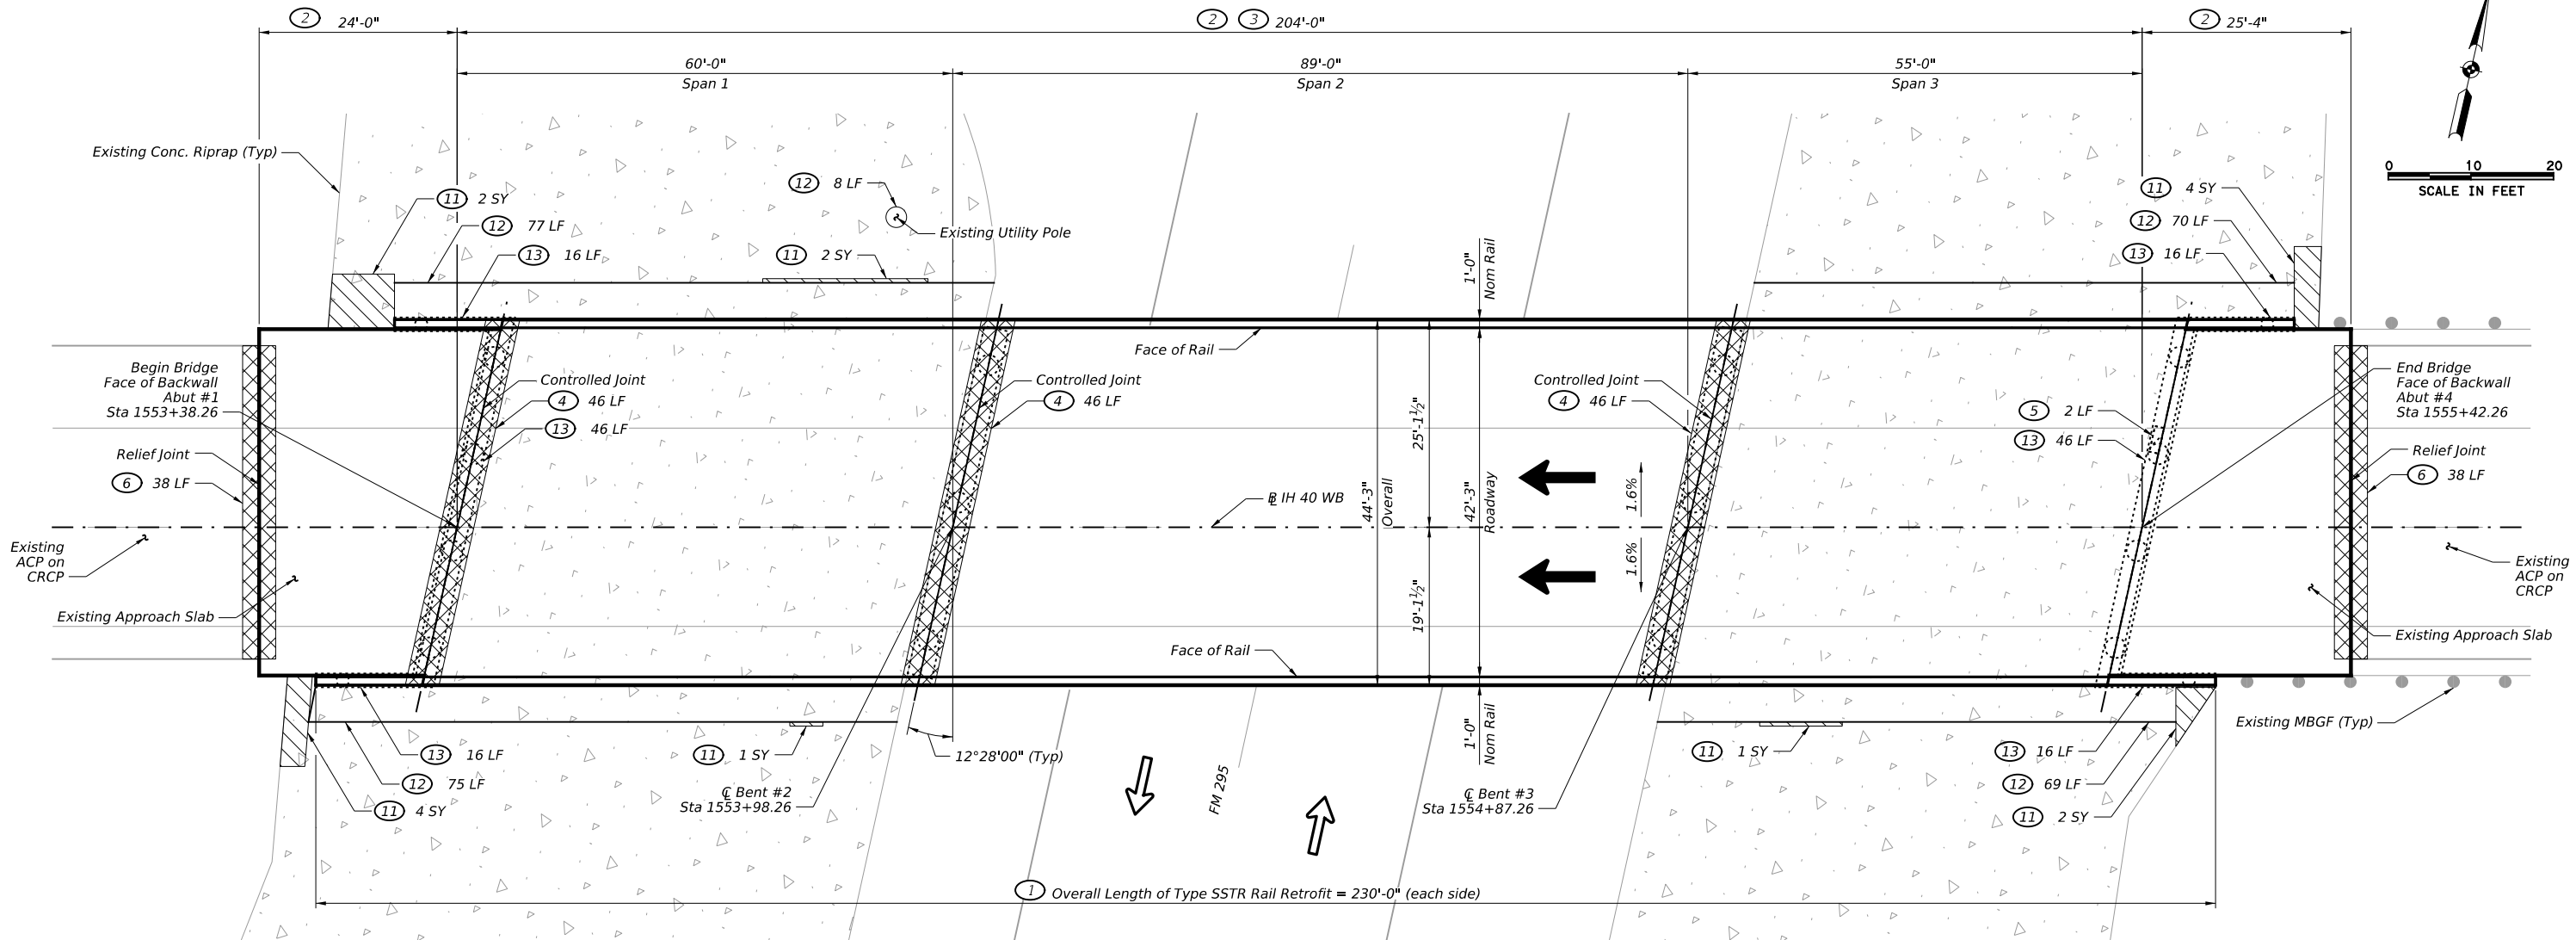 2 24'-0"
2 3 204'-0"
2 25'-4"
60'-0"
Span 1
89'-0"
Span 2
55'-0"
Span 3
0 10 20
SCALE IN FEET
Existing Conc. Riprap (Typ)
11 2 SY
12 77 LF
13 16 LF
12 8 LF
Existing Utility Pole
11 2 SY
1'-0"
Nom Rail
11 4 SY
12 70 LF
13 16 LF
Face of Rail
Begin Bridge
Face of Backwall
Abut #1
Sta 1553+38.26
Controlled Joint
4 46 LF
13 46 LF
Controlled Joint
4 46 LF
Controlled Joint
4 46 LF
End Bridge
Face of Backwall
Abut #4
Sta 1555+42.26
5 2 LF
13 46 LF
Relief Joint
6 38 LF
Relief Joint
6 38 LF
25'-1½"
44'-3"
Overall
42'-3"
Roadway
19'-1½"
1.6%
1.6%
℄ IH 40 WB
Existing
ACP on
CRCP
Existing
ACP on
CRCP
Existing Approach Slab
Existing Approach Slab
Face of Rail
1'-0"
Nom Rail
Existing MBGF (Typ)
13 16 LF
12 75 LF
11 4 SY
11 1 SY
12°28'00" (Typ)
℄ Bent #2
Sta 1553+98.26
FM 295
℄ Bent #3
Sta 1554+87.26
11 1 SY
13 16 LF
12 69 LF
11 2 SY
1 Overall Length of Type SSTR Rail Retrofit = 230'-0" (each side)